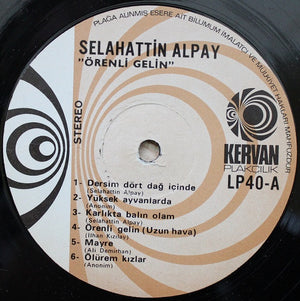 PLAĞA ALINMIŞ ESERE AİT BİLÜMUM İMALATÇI VE MÜLKİYET HAKLARI MAHFUZDUR
SELAHATTİN ALPAY
"ÖRENLİ GELİN"
STEREO
KERVAN
PLAKÇILIK
LP40-A
1- Dersim dört dağ içinde
(Selahattin Alpay)
2- Yüksek ayvanlarda
(Anonim)
3- Karlıkta balın olam
(Selahattin Alpay)
4- Örenli gelin (Uzun hava)
(İlhan Kızılay)
5- Mayre
(Ali Demirhan)
6- Ölürem kızlar
(Anonim)